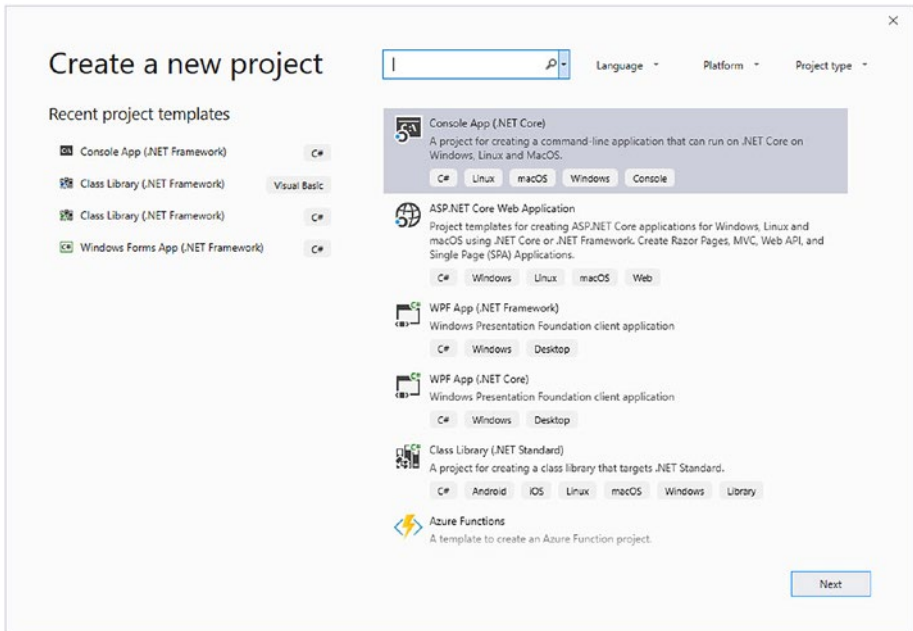 Create a new project
Language
Platform
Project type
Recent project templates
Console App (.NET Framework)
C#
Class Library (.NET Framework)
Visual Basic
Class Library (.NET Framework)
C#
Windows Forms App (.NET Framework)
C#
Console App (.NET Core)
A project for creating a command-line application that can run on .NET Core on
Windows, Linux and MacOS.
C# Linux macOS Windows Console
ASP.NET Core Web Application
Project templates for creating ASP.NET Core applications for Windows, Linux and
macOS using .NET Core or .NET Framework. Create Razor Pages, MVC, Web API, and
Single Page (SPA) Applications.
C# Windows Linux macOS Web
WPF App (.NET Framework)
Windows Presentation Foundation client application
C# Windows Desktop
WPF App (.NET Core)
Windows Presentation Foundation client application
C# Windows Desktop
Class Library (.NET Standard)
A project for creating a class library that targets .NET Standard.
C# Android iOS Linux macOS Windows Library
Azure Functions
A template to create an Azure Function project.
Next